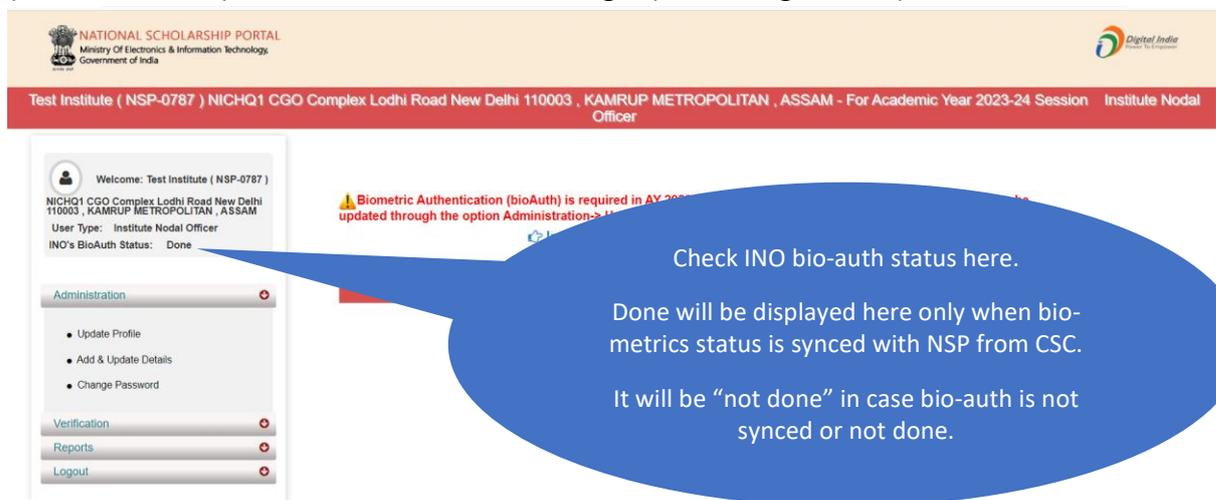 NATIONAL SCHOLARSHIP PORTAL
Ministry Of Electronics & Information Technology,
Government of India
Digital India
Power To Empower
Test Institute ( NSP-0787 ) NICHQ1 CGO Complex Lodhi Road New Delhi 110003 , KAMRUP METROPOLITAN , ASSAM - For Academic Year 2023-24 Session Institute Nodal
Officer
Welcome: Test Institute ( NSP-0787 )
NICHQ1 CGO Complex Lodhi Road New Delhi
110003 , KAMRUP METROPOLITAN , ASSAM
User Type: Institute Nodal Officer
INO's BioAuth Status: Done
Administration
Update Profile
Add & Update Details
Change Password
Verification
Reports
Logout
Biometric Authentication (bioAuth) is required in AY
updated through the option Administration->
Check INO bio-auth status here.
Done will be displayed here only when bio-
metrics status is synced with NSP from CSC.
It will be “not done” in case bio-auth is not
synced or not done.